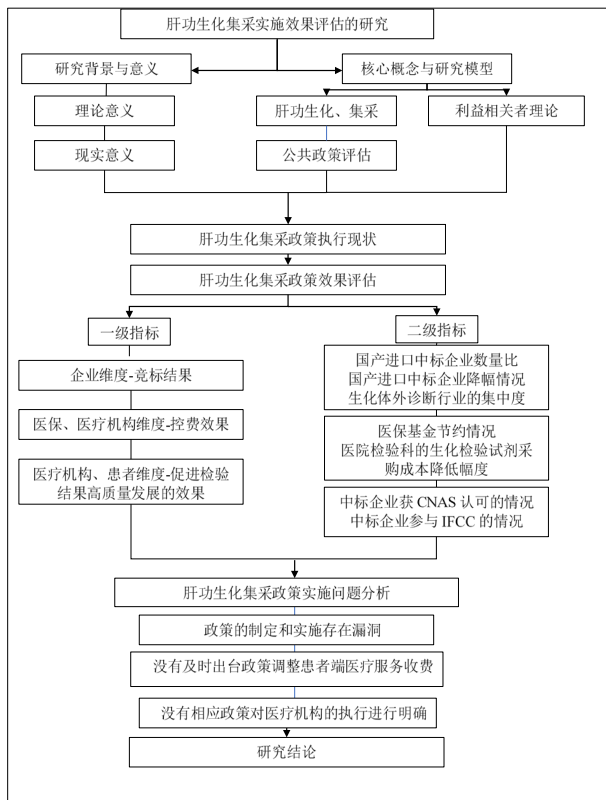 肝功生化集采实施效果评估的研究
研究背景与意义
核心概念与研究模型
理论意义
肝功生化、集采
利益相关者理论
现实意义
公共政策评估
肝功生化集采政策执行现状
肝功生化集采政策效果评估
一级指标
二级指标
企业维度-竟标结果
国产进口中标企业数量比
国产进口中标企业降幅情况
生化体外诊断行业的集中度
医保、医疗机构维度-控费效果
医保基金节约情况
医院检验科的生化检验试剂采
购成本降低幅度
医疗机构、患者维度-促进检验
结果高质量发展的效果
中标企业获 CNAS 认可的情况
中标企业参与 IFCC 的情况
肝功生化集采政策实施问题分析
政策的制定和实施存在漏洞
没有及时出台政策调整患者端医疗服务收费
没有相应政策对医疗机构的执行进行明确
研究结论